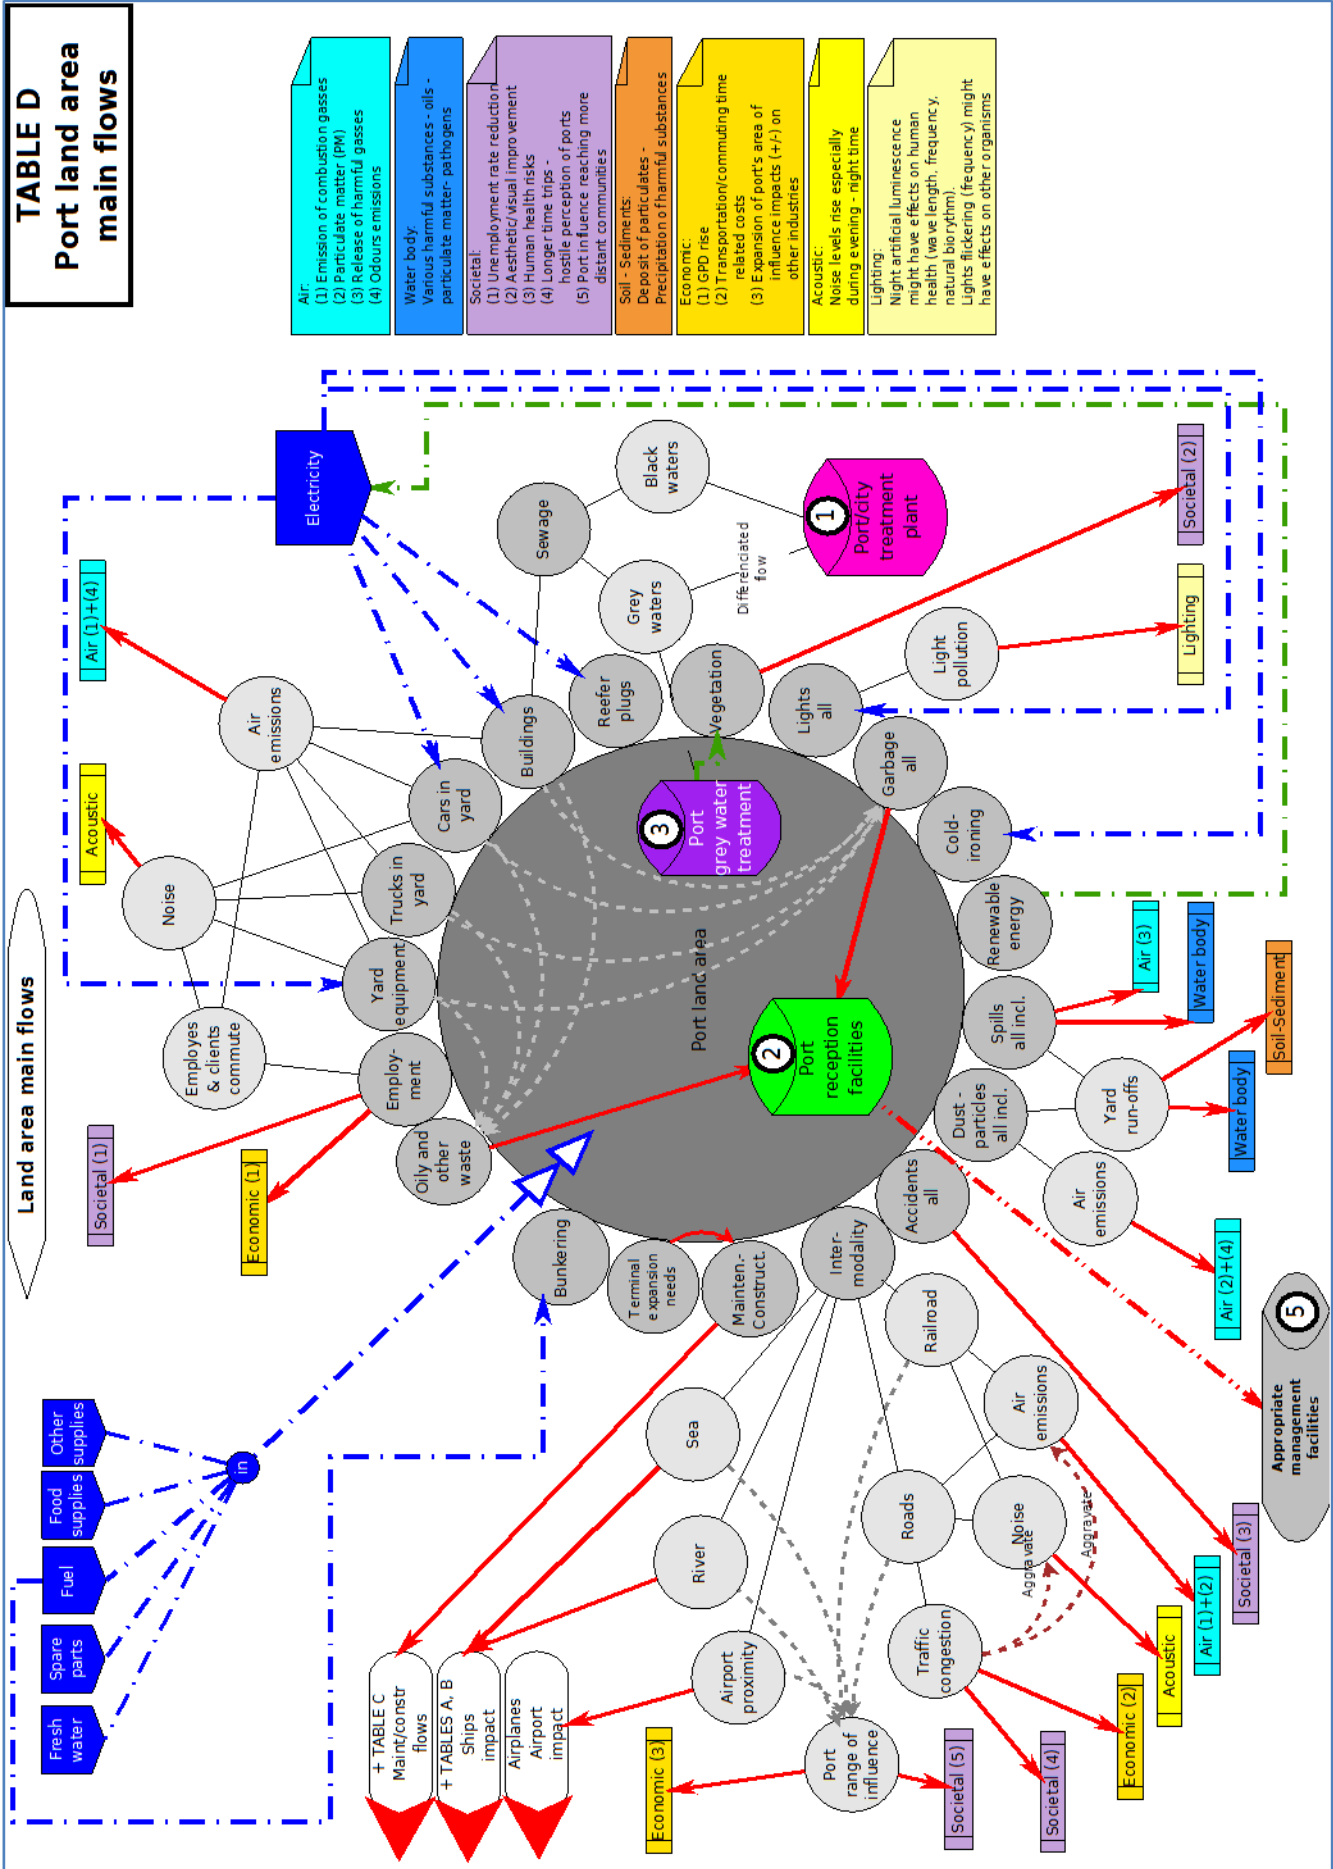 TABLE D
Port land area
main flows
Land area main flows
Air:
(1) Emission of combustion gasses
(2) Particulate matter (PM)
(3) Release of harmful gasses
(4) Odours emissions
Water body:
Various harmful substances - oils -
particulate matter- pathogens
Societal:
(1) Unemployment rate reduction
(2) Aesthetic/visual improvement
(3) Human health risks
(4) Longer time trips -
hostile perception of ports
(5) Port influence reaching more
distant communities
Soil - Sediments:
Deposit of particulates -
Precipitation of harmful substances
Economic:
(1) GPD rise
(2) Transportation/commuting time
related costs
(3) Expansion of port's area of
influence impacts (+/-) on
other industries
Acoustic:
Noise levels rise especially
during evening - night time
Lighting:
Night artificial luminescence
might have effects on human
health (wave length, frequency,
natural biorythm).
Lights flickering (frequency) might
have effects on other organisms
Fresh
water
Spare
parts
Fuel
Food
supplies
Other
supplies
in
Electricity
Societal (1)
Economic (1)
Acoustic
Air (1)+(4)
Employes
& clients
commute
Noise
Air
emissions
Bunkering
Oily and
other
waste
Employ-
ment
Yard
equipment
Trucks in
yard
Cars in
yard
Buildings
Reefer
plugs
Sewage
Grey
waters
Black
waters
Differenciated
flow
1
Port/city
treatment
plant
Vegetation
Lights
all
Light
pollution
Societal (2)
Lighting
Garbage
all
Cold-
ironing
Renewable
energy
3
Port
grey water
treatment
Port land area
2
Port
reception
facilities
Terminal
expansion
needs
Mainten.-
Construct.
Inter-
modality
Accidents
all
Dust -
particles
all incl.
Spills
all incl.
Air (3)
Water body
Soil-Sediment
Yard
run-offs
Water body
Air
emissions
Air (2)+(4)
+ TABLE C
Maint/constr
flows
+ TABLES A, B
Ships
impact
Airplanes
Airport
impact
Sea
River
Airport
proximity
Port
range of
influence
Railroad
Roads
Traffic
congestion
Air
emissions
Noise
Aggravate
Aggravate
Economic (3)
Societal (5)
Societal (4)
Economic (2)
Acoustic
Air (1)+(2)
Societal (3)
5
Appropriate
management
facilities